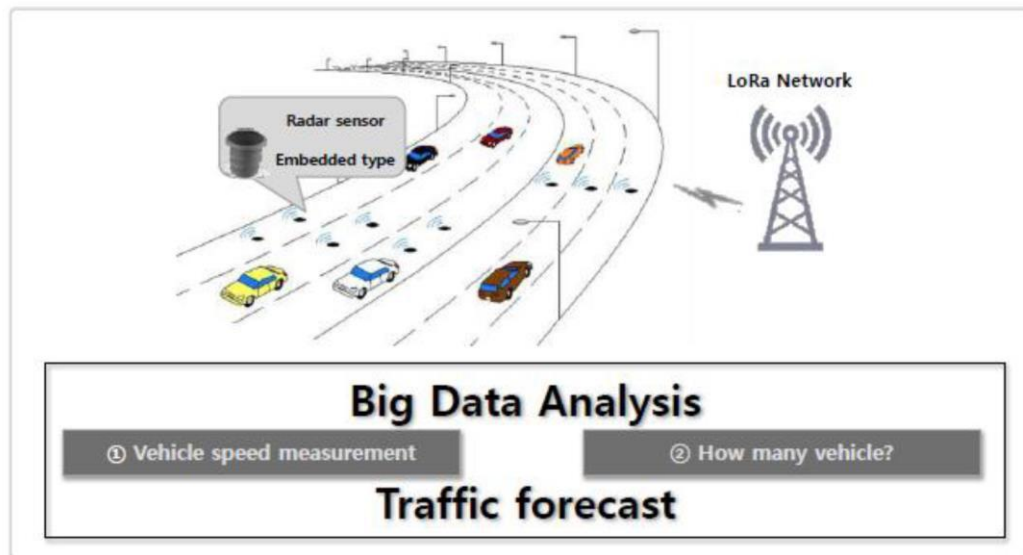 LoRa Network
Radar sensor
Embedded type
Big Data Analysis
① Vehicle speed measurement
② How many vehicle?
Traffic forecast